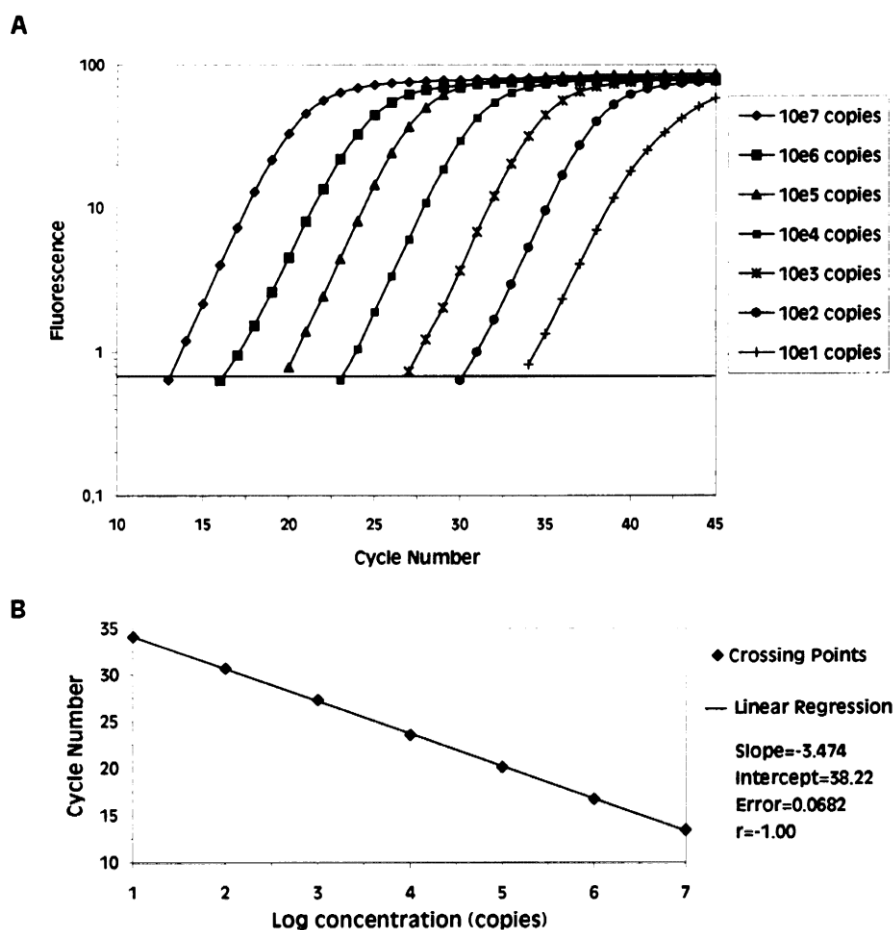 A
100
10
1
0,1
Fluorescence
10 15 20 25 30 35 40 45
Cycle Number
10e7 copies
10e6 copies
10e5 copies
10e4 copies
10e3 copies
10e2 copies
10e1 copies
B
35
30
25
20
15
10
Cycle Number
1 2 3 4 5 6 7
Log concentration (copies)
Crossing Points
Linear Regression
Slope=-3.474
Intercept=38.22
Error=0.0682
r=-1.00